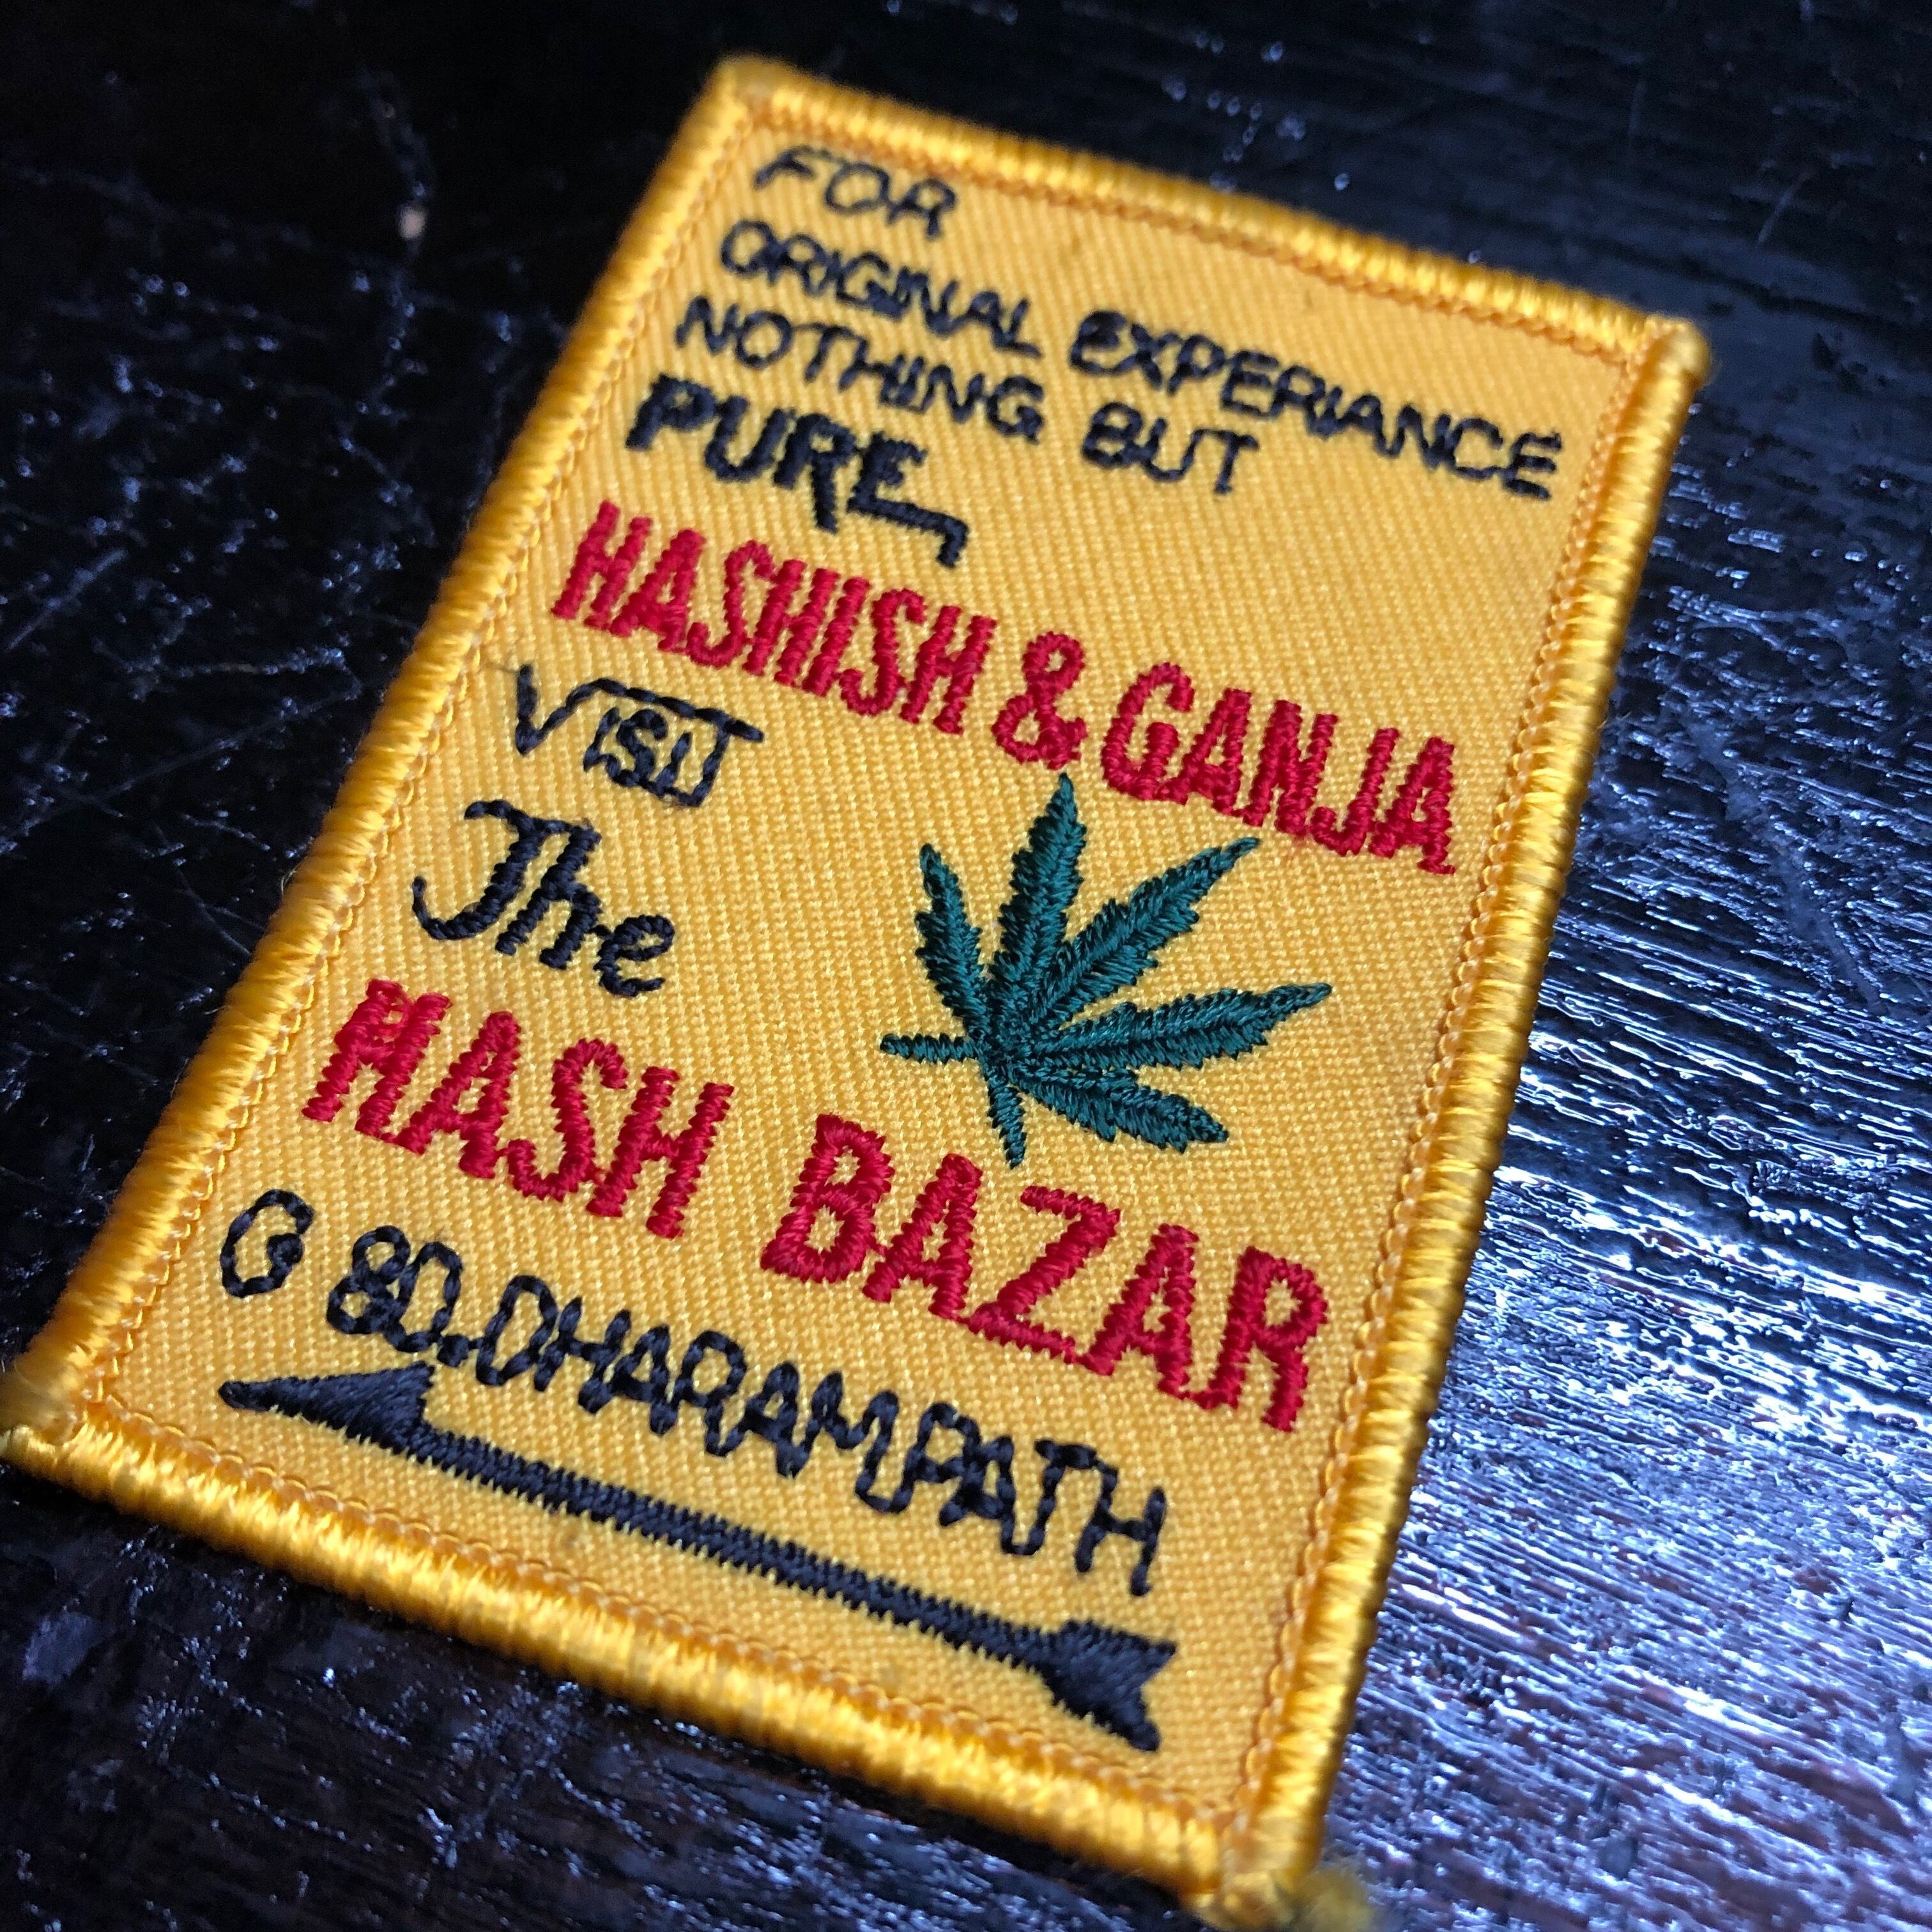 FOR
ORIGINAL EXPERIANCE
NOTHING BUT
PURE
HASHISH & GANJA
VISIT
The
HASH BAZAR
G 80.DHARAMPATH